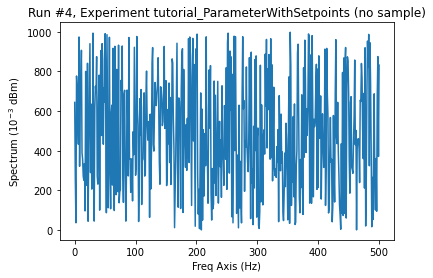 Run #4, Experiment tutorial_ParameterWithSetpoints (no sample)
1000
800
600
400
200
0
Spectrum (10⁻³ dBm)
0 100 200 300 400 500
Freq Axis (Hz)